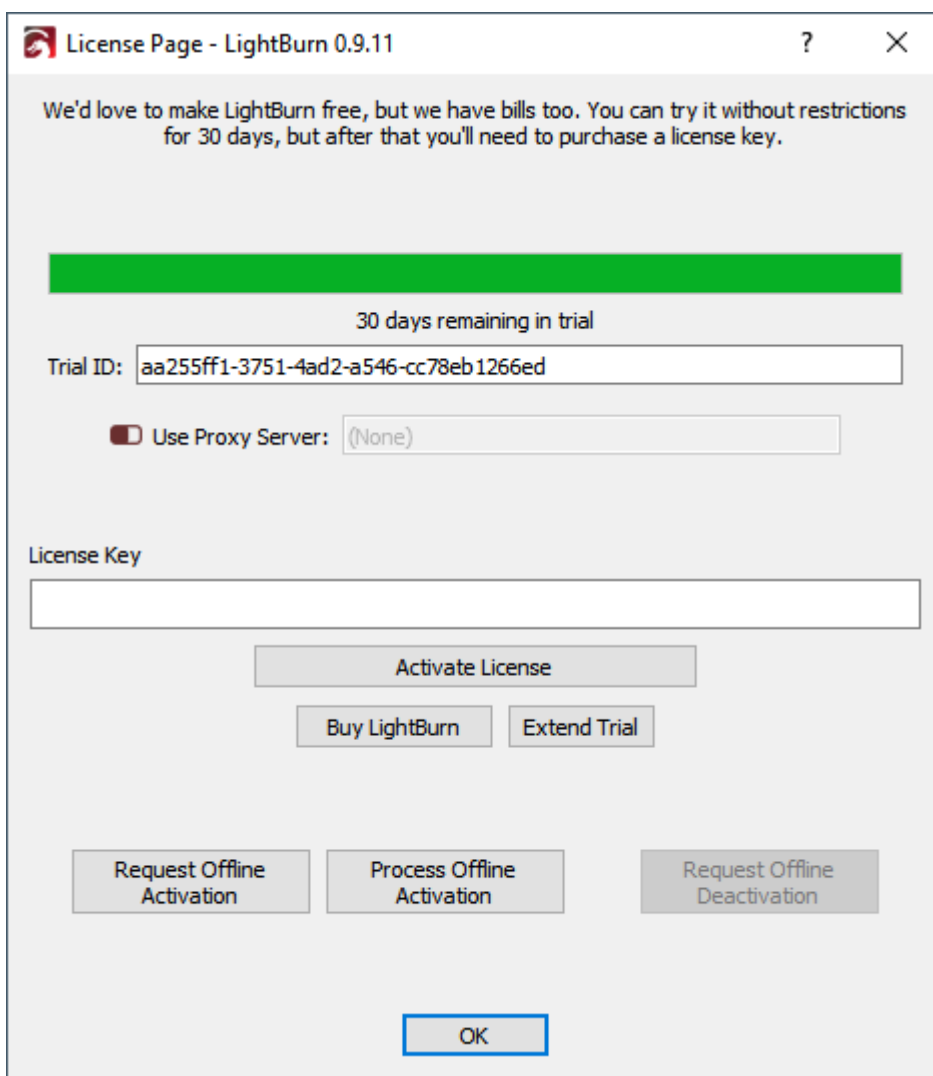 License Page - LightBurn 0.9.11
?
We'd love to make LightBurn free, but we have bills too. You can try it without restrictions
for 30 days, but after that you'll need to purchase a license key.
30 days remaining in trial
Trial ID: aa255ff1-3751-4ad2-a546-cc78eb1266ed
Use Proxy Server: (None)
License Key
Activate License
Buy LightBurn Extend Trial
Request Offline Process Offline Request Offline
Activation Activation Deactivation
OK